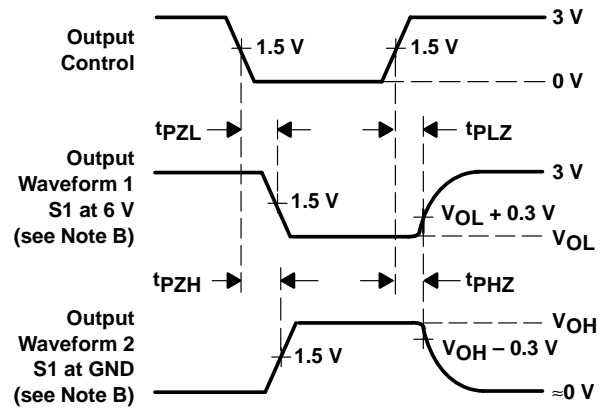 Output
Control
1.5 V
1.5 V
3 V
0 V
tPZL
tPLZ
Output
Waveform 1
S1 at 6 V
(see Note B)
1.5 V
3 V
VOL + 0.3 V
VOL
tPZH
tPHZ
Output
Waveform 2
S1 at GND
(see Note B)
1.5 V
VOH
VOH – 0.3 V
≈0 V